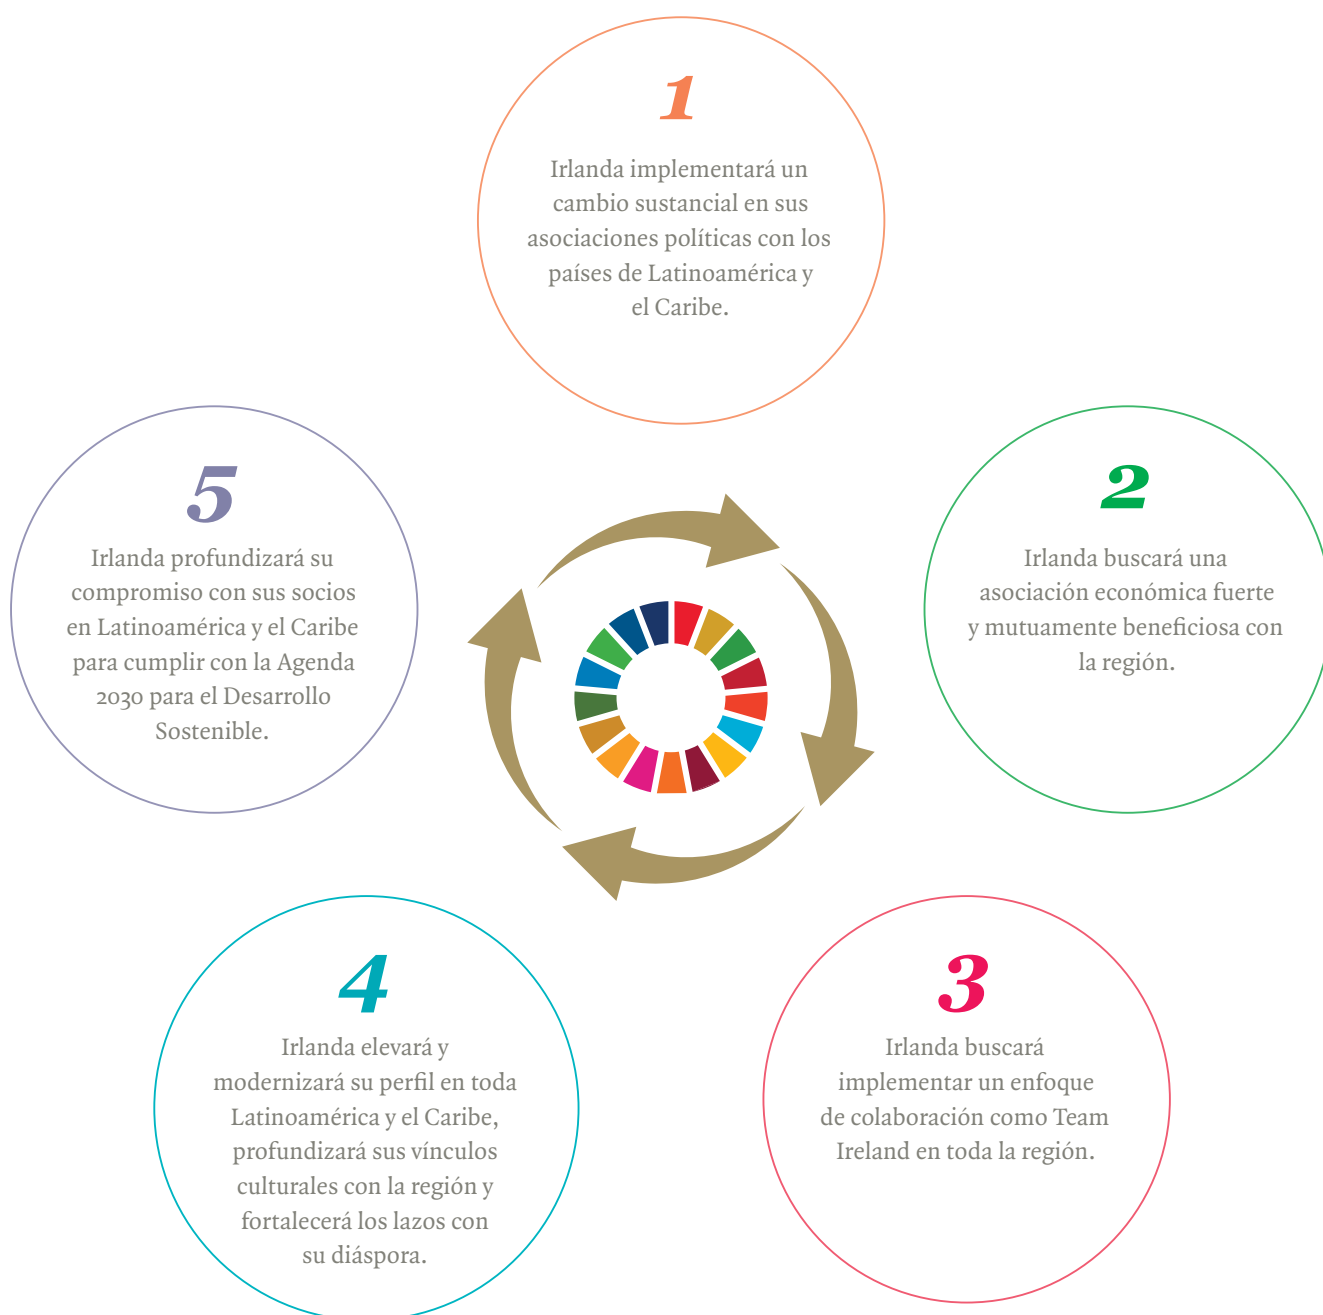 1
Irlanda implementará un
cambio sustancial en sus
asociaciones políticas con los
países de Latinoamérica y
el Caribe.
2
Irlanda buscará una
asociación económica fuerte
y mutuamente beneficiosa con
la región.
3
Irlanda buscará
implementar un enfoque
de colaboración como Team
Ireland en toda la región.
4
Irlanda elevará y
modernizará su perfil en toda
Latinoamérica y el Caribe,
profundizará sus vínculos
culturales con la región y
fortalecerá los lazos con
su diáspora.
5
Irlanda profundizará su
compromiso con sus socios
en Latinoamérica y el Caribe
para cumplir con la Agenda
2030 para el Desarrollo
Sostenible.